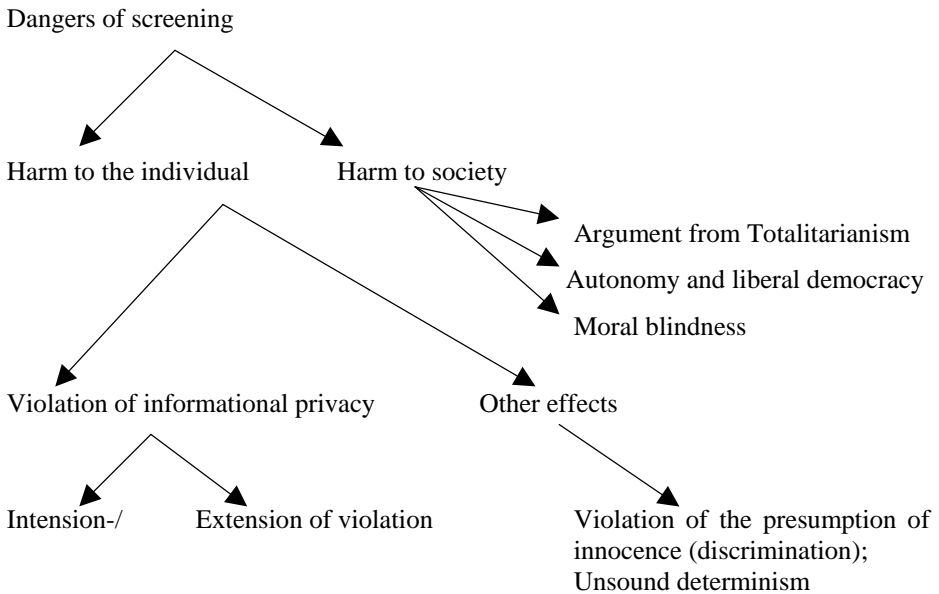 Dangers of screening
Harm to the individual
Harm to society
Argument from Totalitarianism
Autonomy and liberal democracy
Moral blindness
Violation of informational privacy
Other effects
Intension-/
Extension of violation
Violation of the presumption of
innocence (discrimination);
Unsound determinism